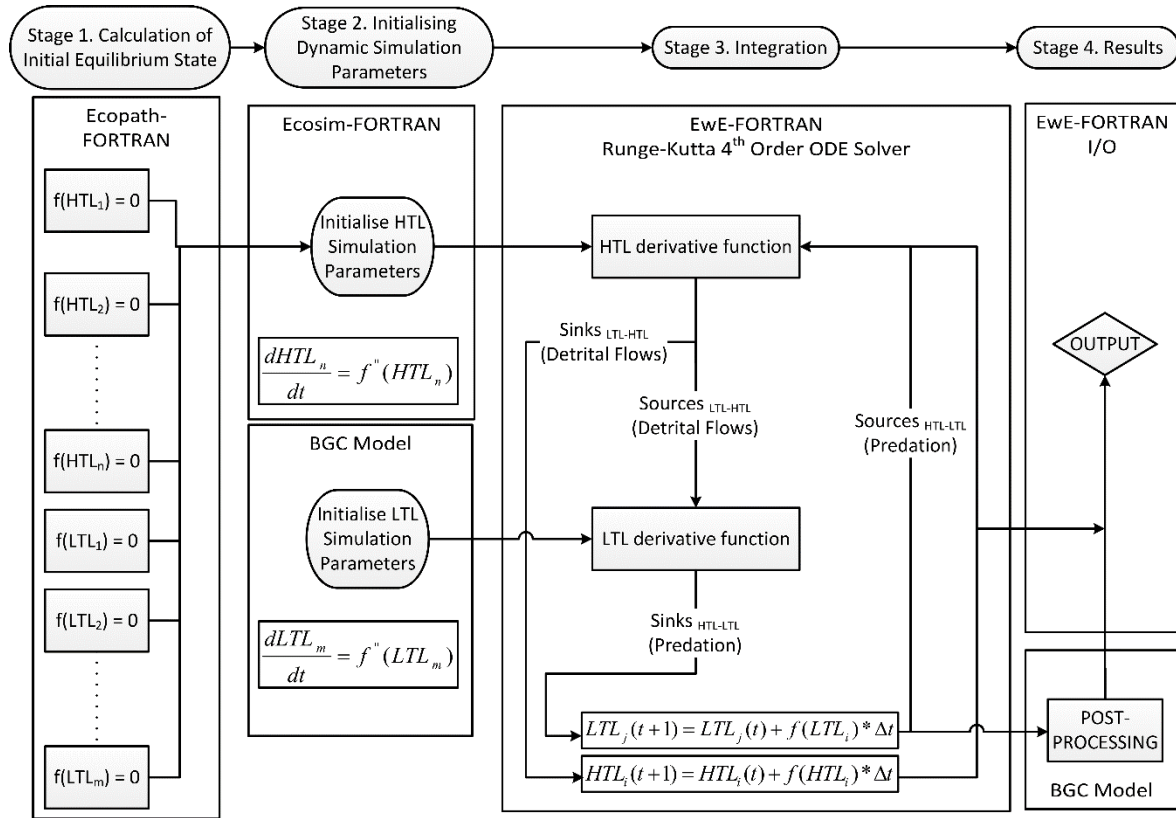 Stage 1. Calculation of
Initial Equilibrium State
Stage 2. Initialising
Dynamic Simulation
Parameters
Stage 3. Integration
Stage 4. Results
Ecopath-
FORTRAN
f(HTL₁) = 0
f(HTL₂) = 0
f(HTLₙ) = 0
f(LTL₁) = 0
f(LTL₂) = 0
f(LTLₘ) = 0
Ecosim-FORTRAN
Initialise HTL
Simulation
Parameters
dHTLₙ/dt = f"(HTLₙ)
BGC Model
Initialise LTL
Simulation
Parameters
dLTLₘ/dt = f"(LTLₘ)
EwE-FORTRAN
Runge-Kutta 4th Order ODE Solver
HTL derivative function
Sinks LTL-HTL
(Detrital Flows)
Sources LTL-HTL
(Detrital Flows)
Sources HTL-LTL
(Predation)
LTL derivative function
Sinks HTL-LTL
(Predation)
LTLⱼ(t+1) = LTLⱼ(t) + f(LTLᵢ)* Δt
HTLᵢ(t+1) = HTLᵢ(t) + f(HTLᵢ)* Δt
EwE-FORTRAN
I/O
OUTPUT
POST-
PROCESSING
BGC Model